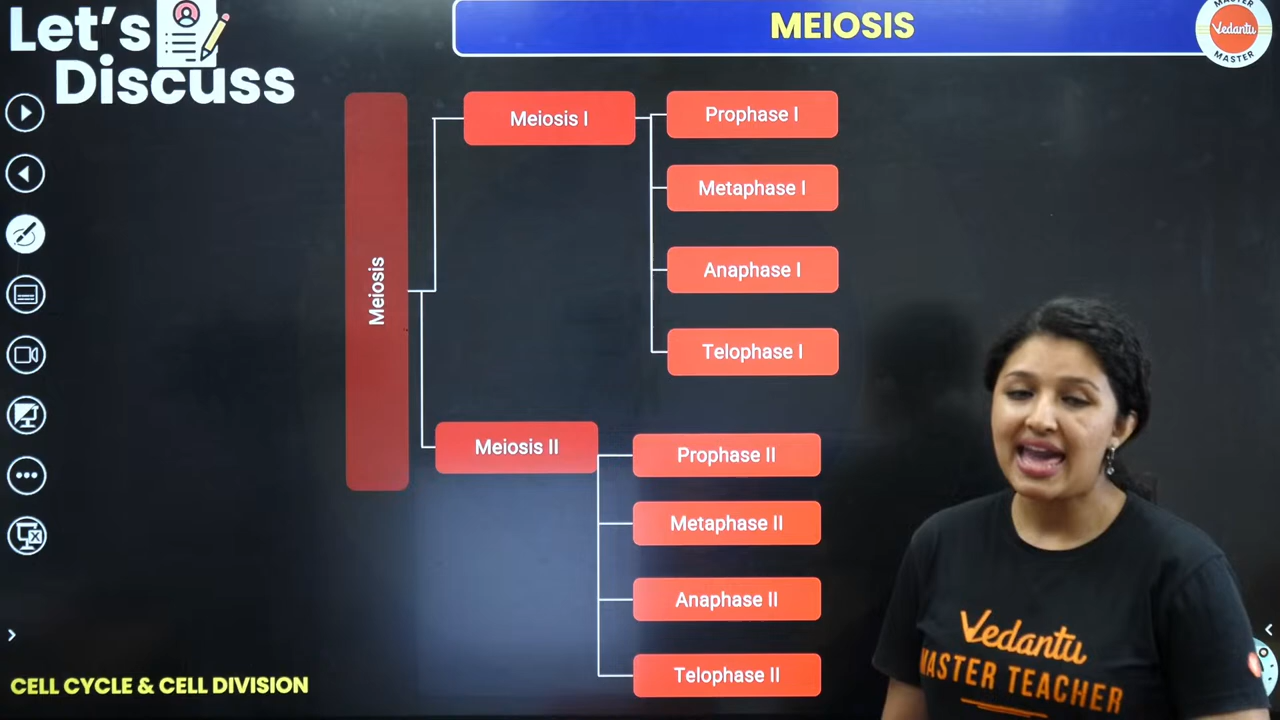 Let's
Discuss
MEIOSIS
MASTER
Vedantu
MASTER
Meiosis
Meiosis I
Prophase I
Metaphase I
Anaphase I
Telophase I
Meiosis II
Prophase II
Metaphase II
Anaphase II
Telophase II
Vedantu
MASTER TEACHER
CELL CYCLE & CELL DIVISION